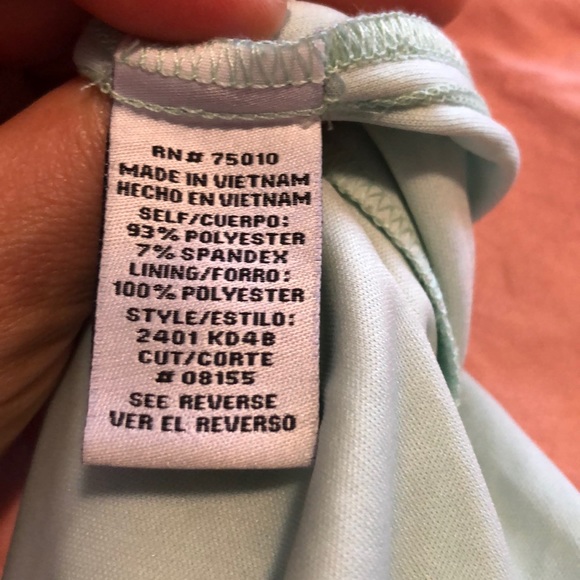 RN# 75010
MADE IN VIETNAM
HECHO EN VIETNAM
SELF/CUERPO:
93% POLYESTER
7% SPANDEX
LINING/FORRO:
100% POLYESTER
STYLE/ESTILO:
2401 KD4B
CUT/CORTE
# 08155
SEE REVERSE
VER EL REVERSO